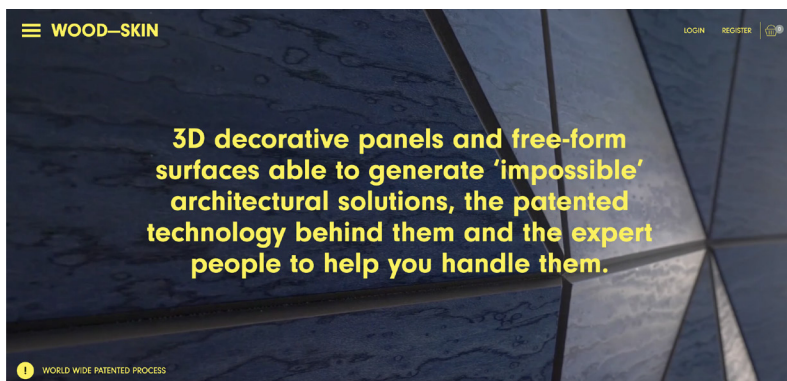 WOOD—SKIN
LOGIN REGISTER 0
3D decorative panels and free-form
surfaces able to generate ‘impossible’
architectural solutions, the patented
technology behind them and the expert
people to help you handle them.
! WORLD WIDE PATENTED PROCESS